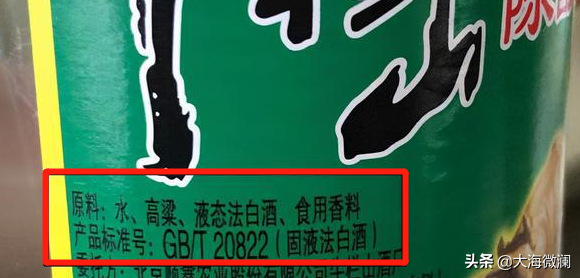 陈
原料：水、高粱、液态法白酒、食用香料
产品标准号：GB/T 20822（固液法白酒）
头条 @大海微澜